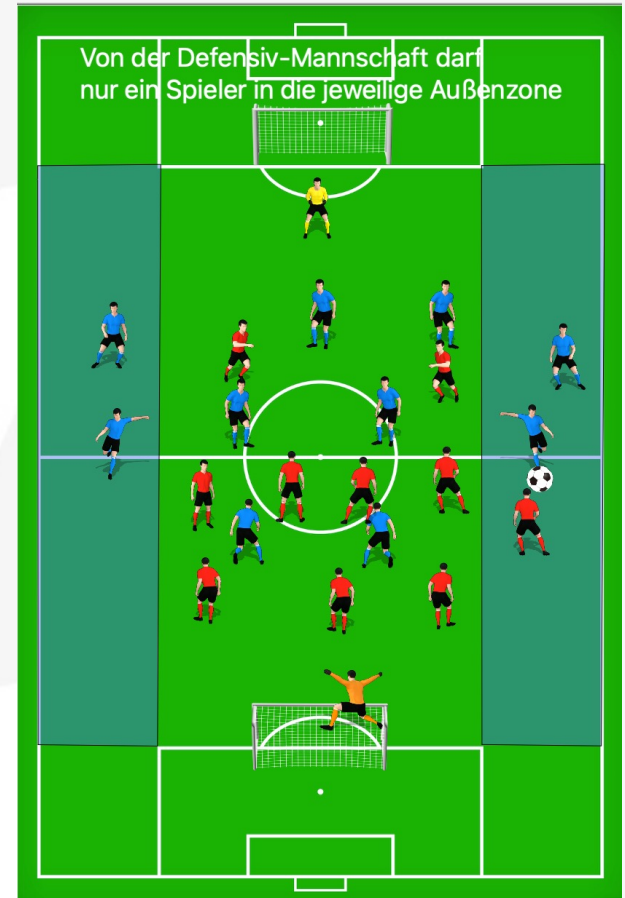 Von der Defensiv-Mannschaft darf
nur ein Spieler in die jeweilige Außenzone